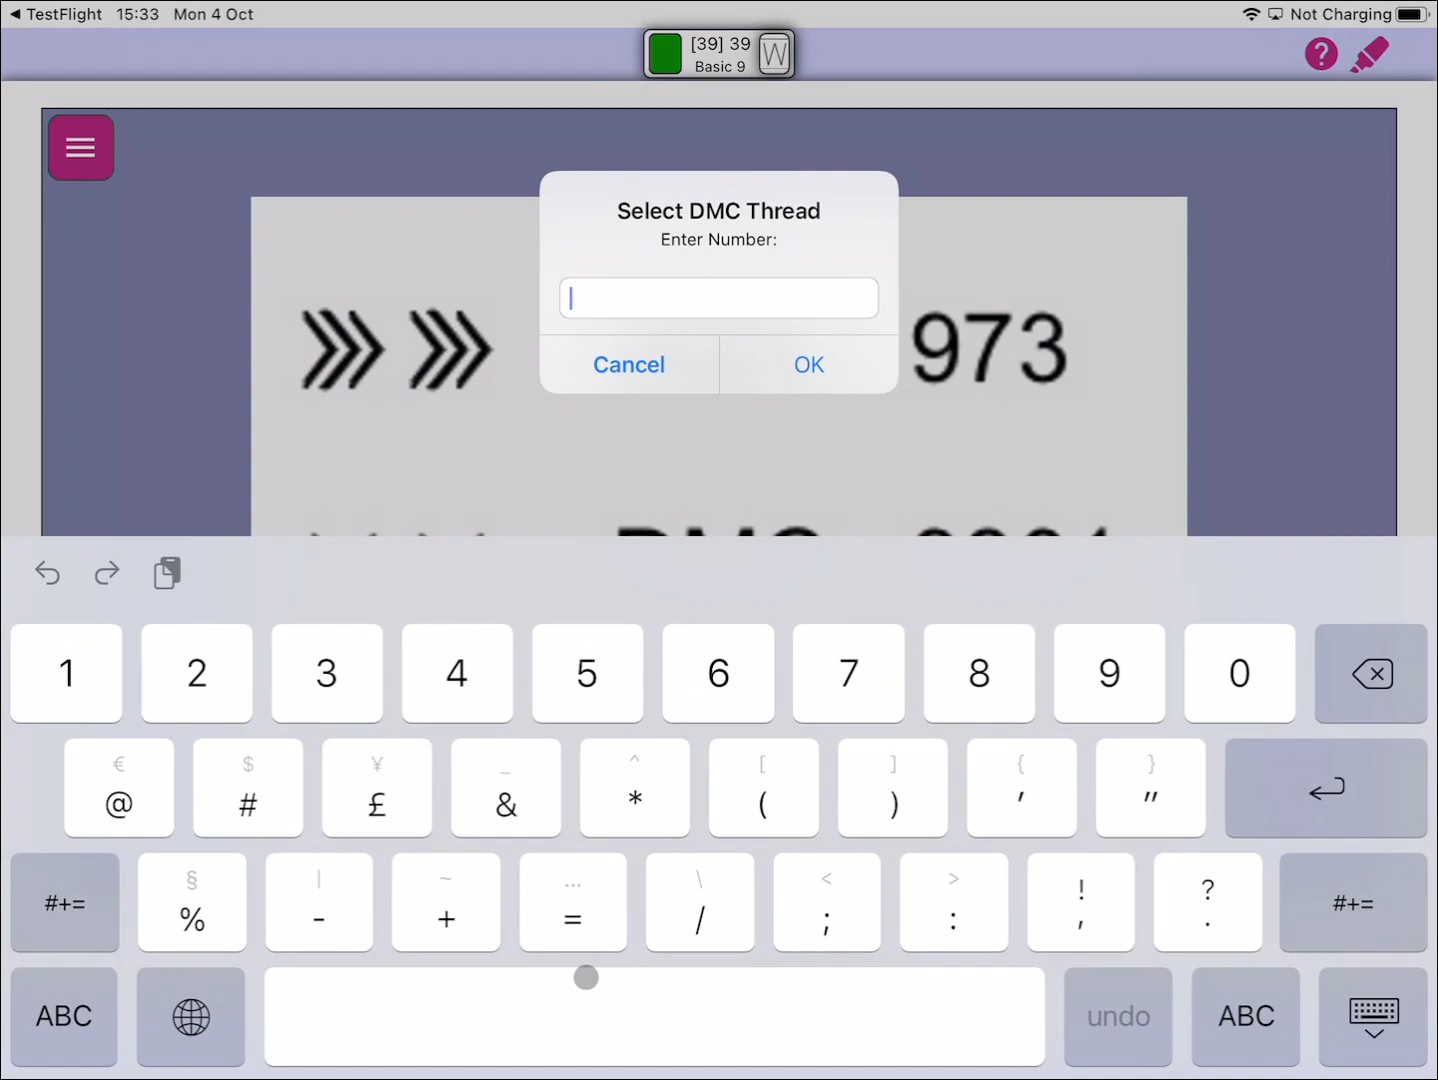 ◀ TestFlight 15:33 Mon 4 Oct Not Charging
[39] 39
Basic 9
W
?
Select DMC Thread
Enter Number:
973
Cancel OK
1 2 3 4 5 6 7 8 9 0
€ $ ¥ _ ^ [ ] { }
@ # £ & * ( ) ' "
§ | ~ … \ < > ! ?
#+= % - + = / ; : , . #+=
ABC undo ABC